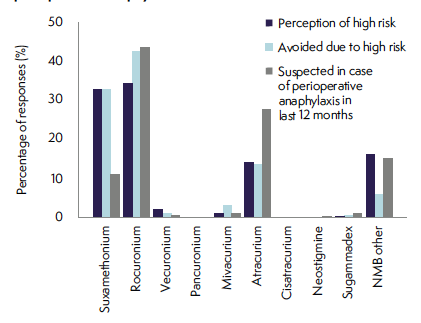 50
40
30
20
10
0
Percentage of responses (%)
Perception of high risk
Avoided due to high risk
Suspected in case
of perioperative
anaphylaxis in
last 12 months
Suxamethonium
Rocuronium
Vecuronium
Pancuronium
Mivacurium
Atracurium
Cisatracurium
Neostigmine
Sugammadex
NMB other